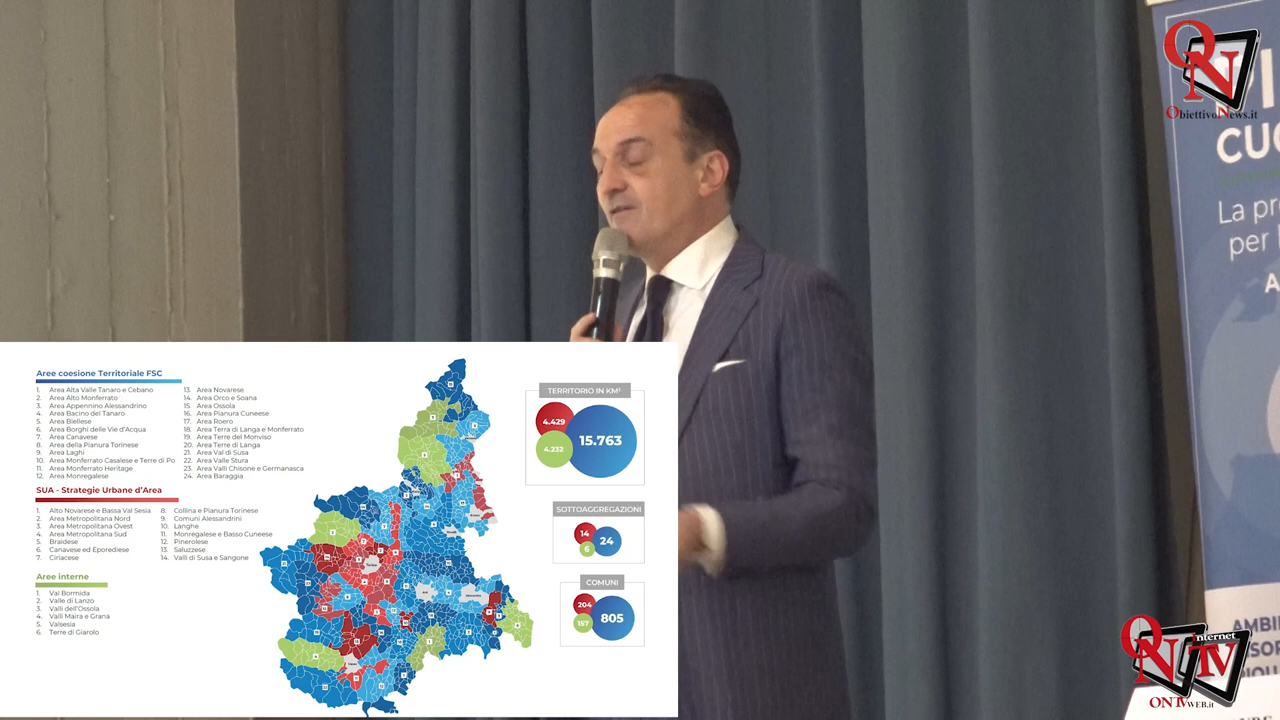 ON
ObiettivoNews.it
PI
CUO
La pr
per
A
Aree coesione Territoriale FSC
1. Area Alta Valle Tanaro e Cebano
2. Area Alto Monferrato
3. Area Appennino Alessandrino
4. Area Bacino del Tanaro
5. Area Biellese
6. Area Borghi delle Vie d'Acqua
7. Area Canavese
8. Area della Pianura Torinese
9. Area Laghi
10. Area Monferrato Casalese e Terre di Po
11. Area Monferrato Heritage
12. Area Monregalese
13. Area Novarese
14. Area Orco e Soana
15. Area Ossola
16. Area Pianura Cuneese
17. Area Roero
18. Area Terra di Langa e Monferrato
19. Area Terre del Monviso
20. Area Terre di Langa
21. Area Val di Susa
22. Area Valle Stura
23. Area Valli Chisone e Germanasca
24. Area Baraggia
SUA - Strategie Urbane d'Area
1. Alto Novarese e Bassa Val Sesia
2. Area Metropolitana Nord
3. Area Metropolitana Ovest
4. Area Metropolitana Sud
5. Braidese
6. Canavese ed Eporediese
7. Ciriacese
8. Collina e Pianura Torinese
9. Comuni Alessandrini
10. Langhe
11. Monregalese e Basso Cuneese
12. Pinerolese
13. Saluzzese
14. Valli di Susa e Sangone
Aree interne
1. Val Bormida
2. Valle di Lanzo
3. Valli dell'Ossola
4. Valli Maira e Grana
5. Valsesia
6. Terre di Giarolo
TERRITORIO IN KM²
4.429
4.232
15.763
SOTTOAGGREGAZIONI
14
6
24
COMUNI
204
157
805
AMBI
ON internet TV
ONTVWEB.it